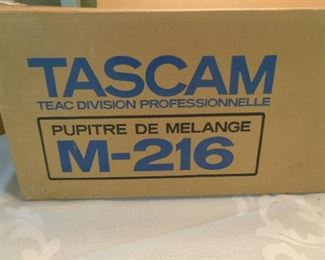 TASCAM
TEAC DIVISION PROFESSIONNELLE
PUPITRE DE MELANGE
M-216